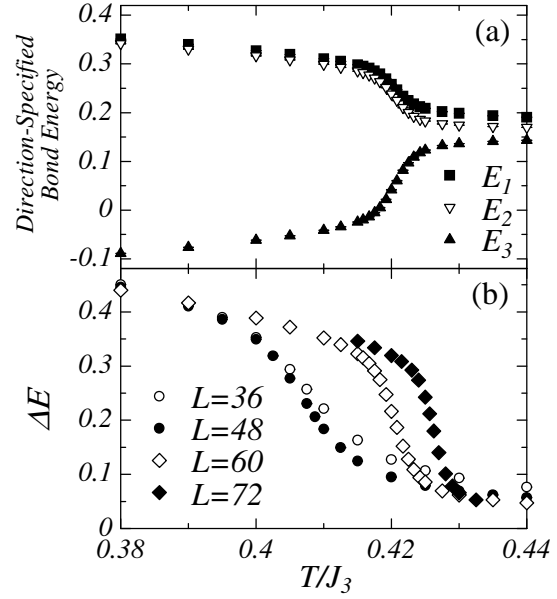 (a)
Direction-Specified
Bond Energy
0.4
0.3
0.2
0.1
0
-0.1
E1
E2
E3
(b)
ΔE
0.4
0.3
0.2
0.1
0
L=36
L=48
L=60
L=72
0.38
0.4
0.42
0.44
T/J3